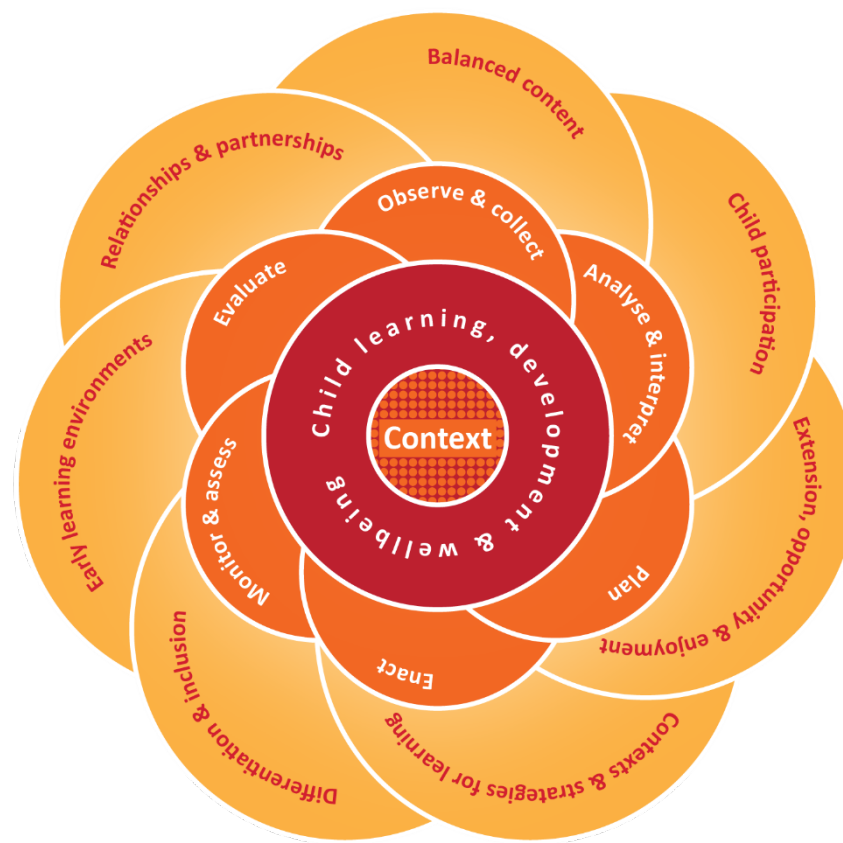 Balanced content
Child participation
Extension, opportunity & enjoyment
Contexts & strategies for learning
Differentiation & inclusion
Early learning environments
Relationships & partnerships
Observe & collect
Analyse & interpret
Plan
Enact
Monitor & assess
Evaluate
Child learning, development & wellbeing
Context